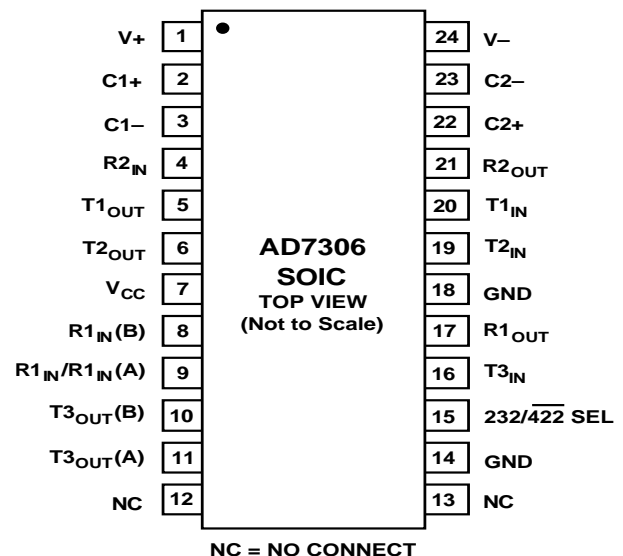 V+ 1 24 V–
C1+ 2 23 C2–
C1– 3 22 C2+
R2IN 4 21 R2OUT
T1OUT 5 20 T1IN
T2OUT 6 19 T2IN
VCC 7 18 GND
R1IN(B) 8 17 R1OUT
R1IN/R1IN(A) 9 16 T3IN
T3OUT(B) 10 15 232/4̅2̅2̅ SEL
T3OUT(A) 11 14 GND
NC 12 13 NC
AD7306
SOIC
TOP VIEW
(Not to Scale)
NC = NO CONNECT